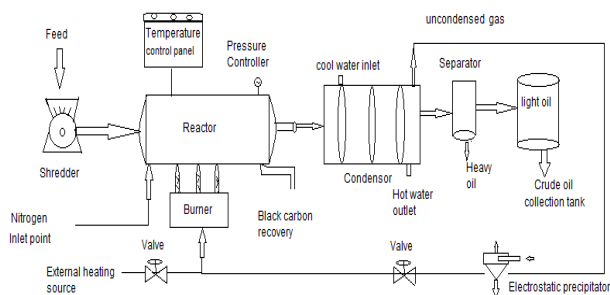 uncondensed gas
Feed
Temperature
control panel
Pressure
Controller
cool water inlet
Separator
light oil
Reactor
Shredder
Condensor
Heavy
oil
Crude oil
collection tank
Hot water
outlet
Nitrogen
Inlet point
Burner
Black carbon
recovery
Valve
Valve
External heating
source
Electrostatic precipitator